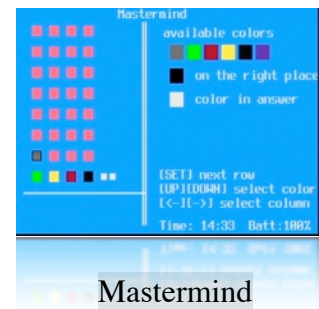 Mastermind
available colors
on the right place
color in answer
[SET] next row
[UP][DOWN] select color
[<-][->] select column
Time: 14:33 Batt:100%
Mastermind